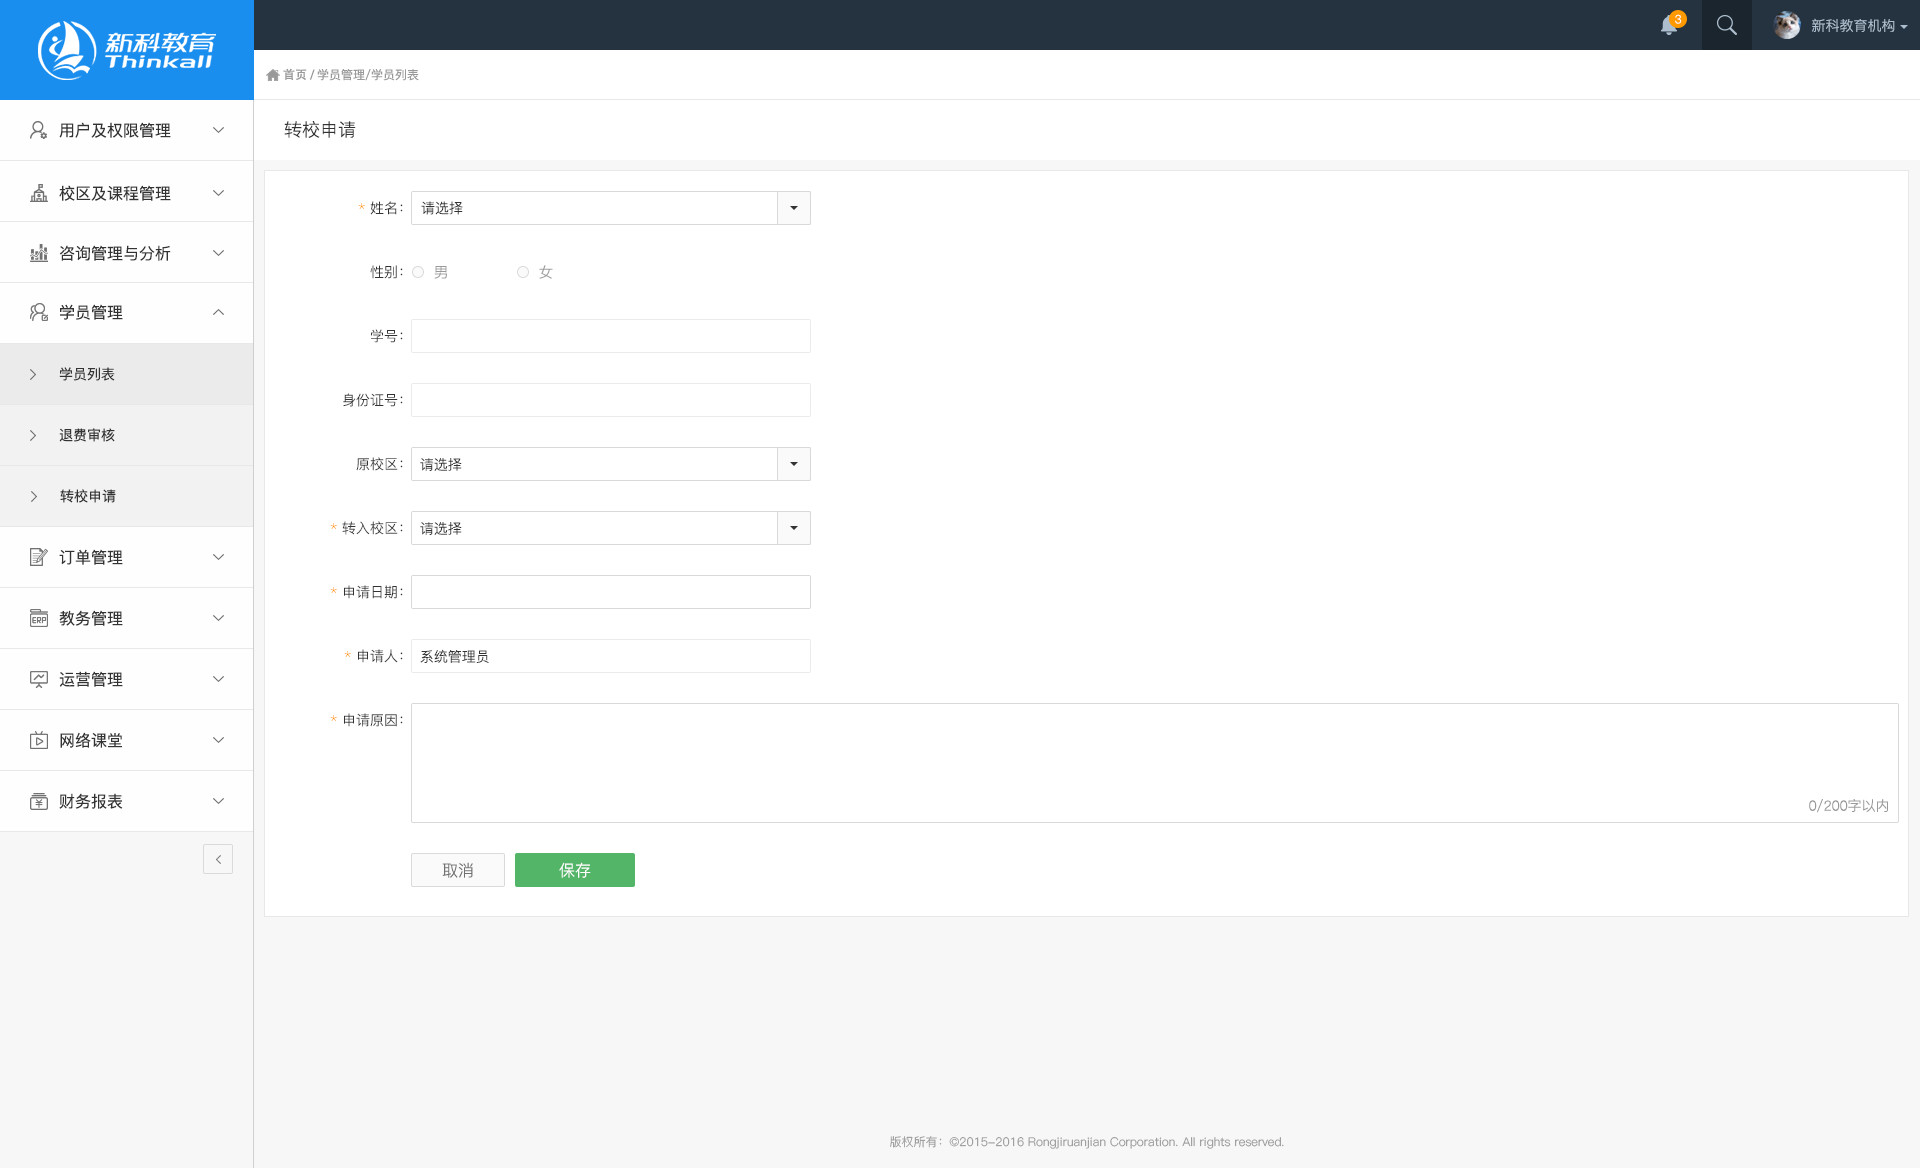 新科教育
Thinkall
3
新科教育机构
首页 / 学员管理/学员列表
转校申请
用户及权限管理
校区及课程管理
咨询管理与分析
学员管理
学员列表
退费审核
转校申请
订单管理
教务管理
ERP
运营管理
网络课堂
财务报表
* 姓名： 请选择
性别： 男 女
学号：
身份证号：
原校区： 请选择
* 转入校区： 请选择
* 申请日期：
* 申请人： 系统管理员
* 申请原因：
0/200字以内
取消 保存
版权所有：©2015-2016 Rongjiruanjian Corporation. All rights reserved.